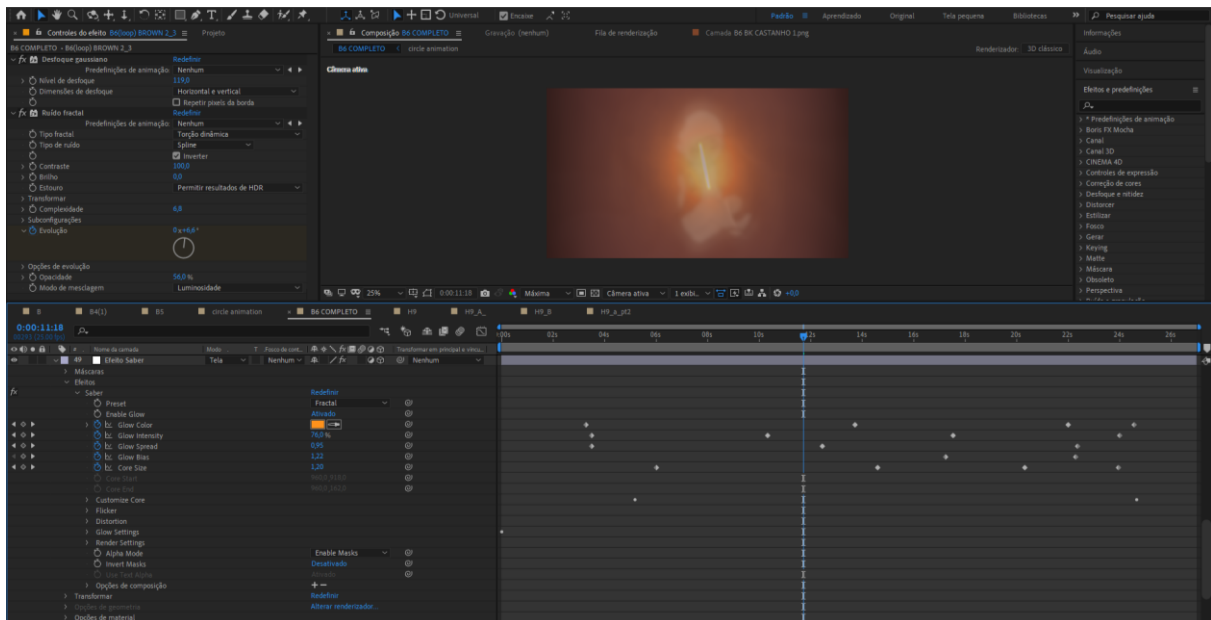 Universal Encaixe Padrão Aprendizado Original Tela pequena Bibliotecas Pesquisar ajuda
Controles do efeito B6(loop) BROWN 2_3 Projeto
Composição B6 COMPLETO Gravação (nenhum) Fila de renderização Camada B6 BK CASTANHO 1.png
Informações
B6 COMPLETO · B6(loop) BROWN 2_3
B6 COMPLETO circle animation Renderizador: 3D clássico
Áudio
fx Desfoque gaussiano Redefinir
Predefinições de animação: Nenhum
Câmera ativa
Visualização
Nível de desfoque 119,0
Dimensões de desfoque Horizontal e vertical
Efeitos e predefinições
Repetir pixels da borda
fx Ruído fractal Redefinir
Predefinições de animação: Nenhum
Tipo fractal Torção dinâmica
Tipo de ruído Spline
Inverter
Contraste 100,0
Brilho 0,0
Estouro Permitir resultados de HDR
Transformar
Complexidade 6,8
Subconfigurações
Evolução 0x+6,6°
Opções de evolução
Opacidade 56,0 %
Modo de mesclagem Luminosidade
* Predefinições de animação
Boris FX Mocha
Canal
Canal 3D
CINEMA 4D
Controles de expressão
Correção de cores
Desfoque e nitidez
Distorcer
Estilizar
Fosco
Gerar
Keying
Matte
Máscara
Obsoleto
Perspectiva
25% 0:00:11:18 Máxima Câmera ativa 1 exibi... +0,0
B B4(1) B5 circle animation B6 COMPLETO H9 H9_A_ H9_B H9_a_pt2
0:00:11:18
02s 04s 06s 08s 10s 12s 14s 16s 18s 20s 22s 24s 26s
# Nome da camada Modo T
49 Efeito Saber Tela Nenhum Nenhum
Máscaras
Efeitos
fx Saber Redefinir
Preset Fractal
Enable Glow Ativado
Glow Color
Glow Intensity 78,0 %
Glow Spread 0,95
Glow Bias 1,22
Core Size 1,20
Core Start
Core End
Customize Core
Flicker
Distortion
Glow Settings
Render Settings
Alpha Mode Enable Masks
Invert Masks Desativado
Use Text Alpha Ativado
Opções de composição + −
Transformar Redefinir
Opções de geometria Alterar renderizador...
Opções de material